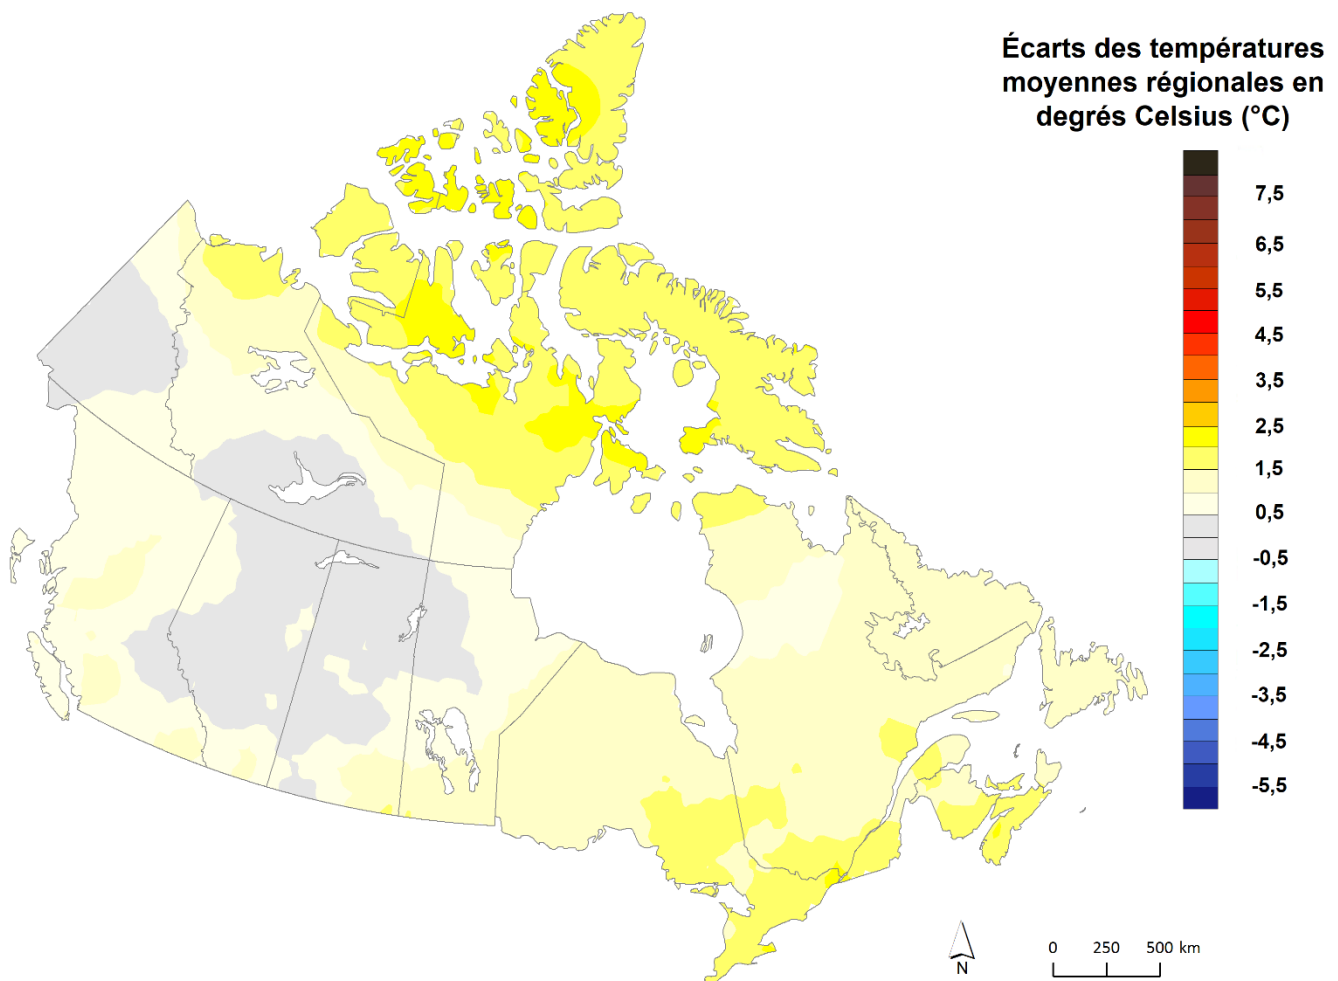 Écarts des températures
moyennes régionales en
degrés Celsius (°C)
7,5
6,5
5,5
4,5
3,5
2,5
1,5
0,5
-0,5
-1,5
-2,5
-3,5
-4,5
-5,5
N
0 250 500 km